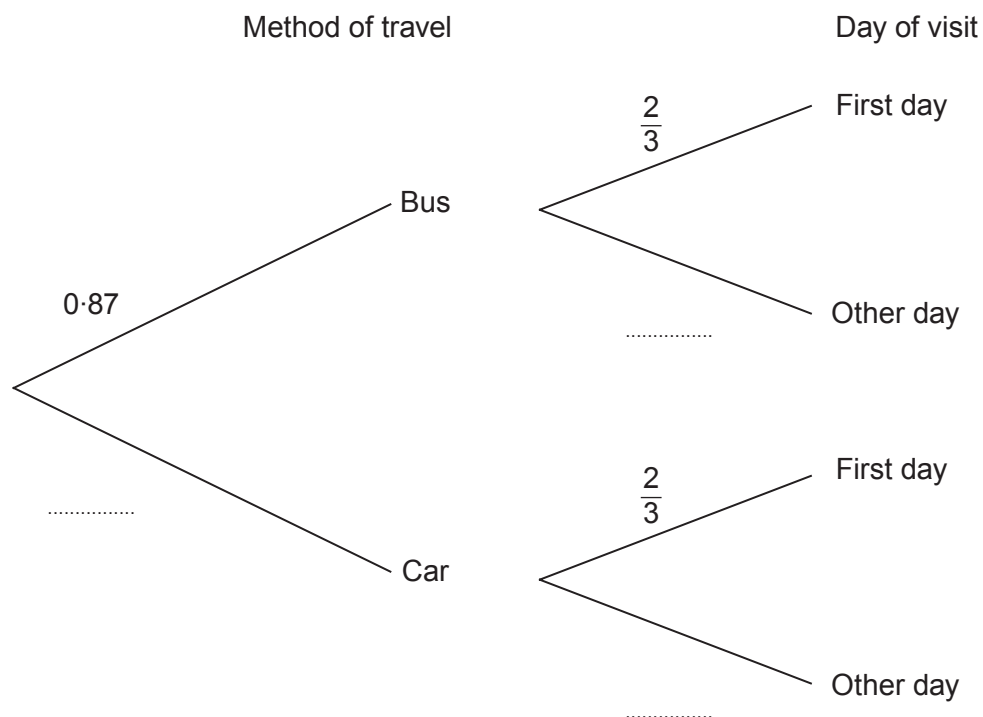 Method of travel
Day of visit
2
3
First day
Bus
0·87
Other day
................
2
3
First day
................
Car
Other day
................